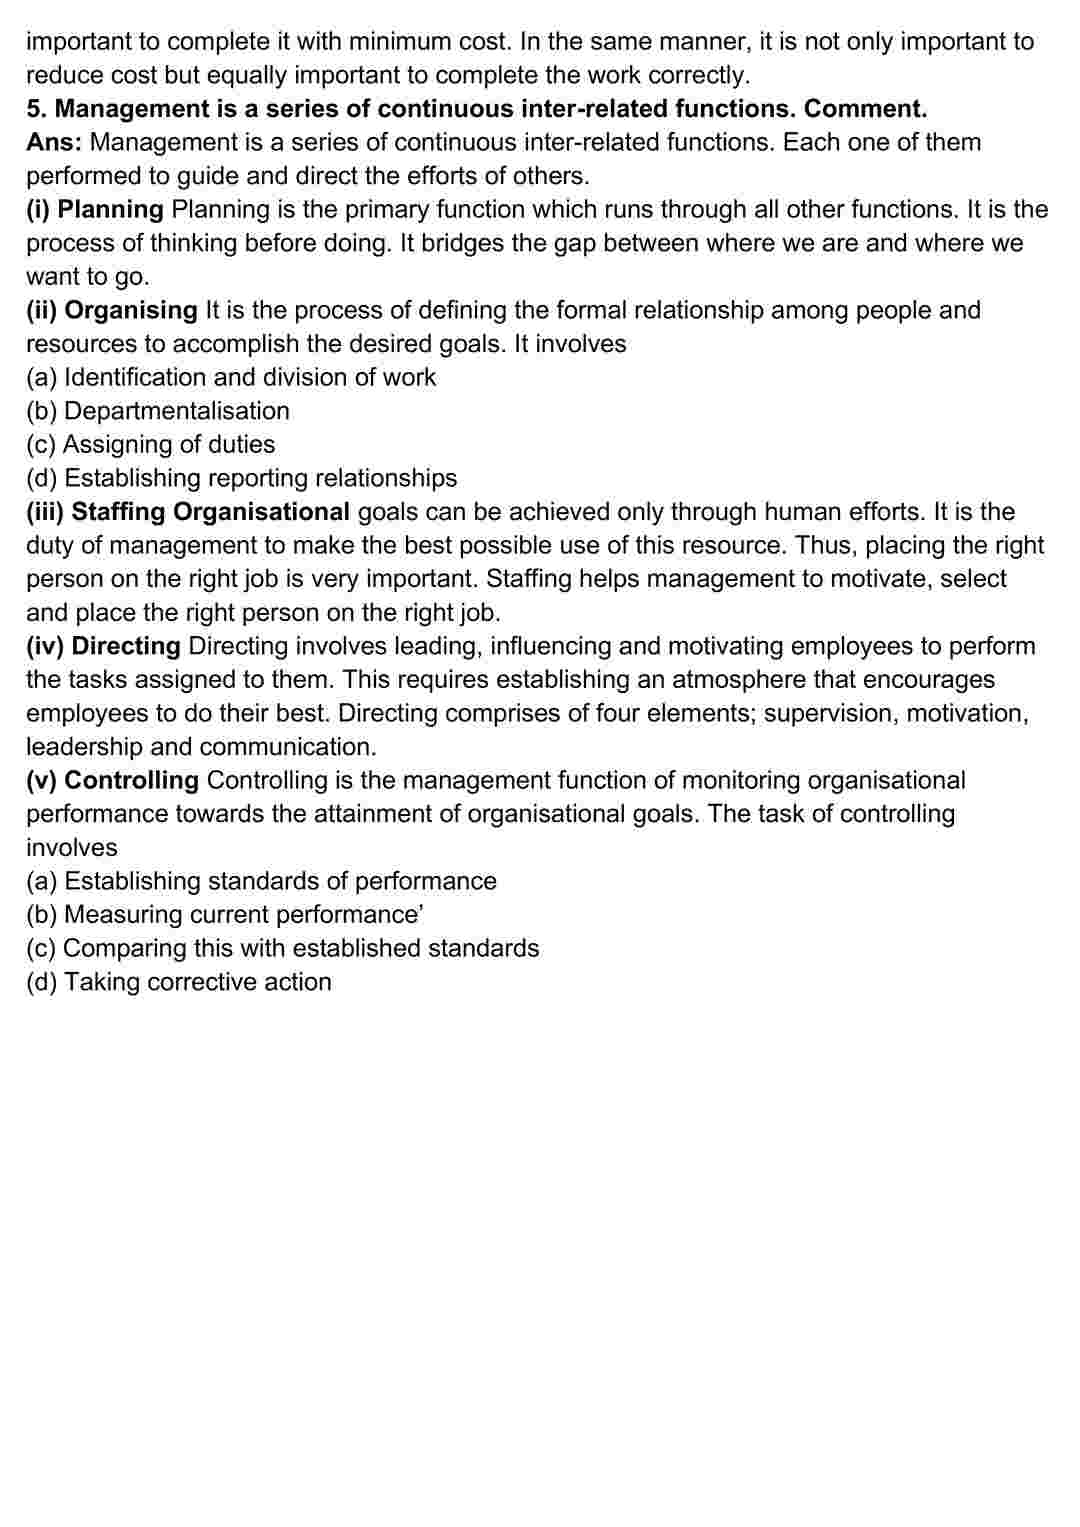 important to complete it with minimum cost. In the same manner, it is not only important to
reduce cost but equally important to complete the work correctly.
5. Management is a series of continuous inter-related functions. Comment.
Ans: Management is a series of continuous inter-related functions. Each one of them
performed to guide and direct the efforts of others.
(i) Planning Planning is the primary function which runs through all other functions. It is the
process of thinking before doing. It bridges the gap between where we are and where we
want to go.
(ii) Organising It is the process of defining the formal relationship among people and
resources to accomplish the desired goals. It involves
(a) Identification and division of work
(b) Departmentalisation
(c) Assigning of duties
(d) Establishing reporting relationships
(iii) Staffing Organisational goals can be achieved only through human efforts. It is the
duty of management to make the best possible use of this resource. Thus, placing the right
person on the right job is very important. Staffing helps management to motivate, select
and place the right person on the right job.
(iv) Directing Directing involves leading, influencing and motivating employees to perform
the tasks assigned to them. This requires establishing an atmosphere that encourages
employees to do their best. Directing comprises of four elements; supervision, motivation,
leadership and communication.
(v) Controlling Controlling is the management function of monitoring organisational
performance towards the attainment of organisational goals. The task of controlling
involves
(a) Establishing standards of performance
(b) Measuring current performance’
(c) Comparing this with established standards
(d) Taking corrective action